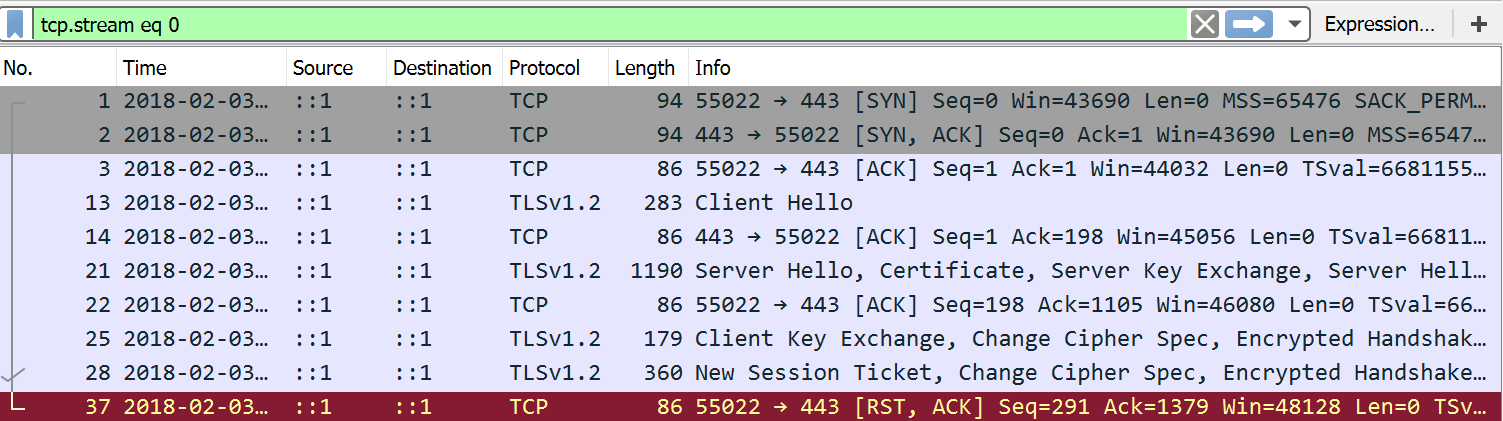 tcp.stream eq 0 Expression… +
No. Time Source Destination Protocol Length Info
1 2018-02-03… ::1 ::1 TCP 94 55022 → 443 [SYN] Seq=0 Win=43690 Len=0 MSS=65476 SACK_PERM…
2 2018-02-03… ::1 ::1 TCP 94 443 → 55022 [SYN, ACK] Seq=0 Ack=1 Win=43690 Len=0 MSS=6547…
3 2018-02-03… ::1 ::1 TCP 86 55022 → 443 [ACK] Seq=1 Ack=1 Win=44032 Len=0 TSval=6681155…
13 2018-02-03… ::1 ::1 TLSv1.2 283 Client Hello
14 2018-02-03… ::1 ::1 TCP 86 443 → 55022 [ACK] Seq=1 Ack=198 Win=45056 Len=0 TSval=66811…
21 2018-02-03… ::1 ::1 TLSv1.2 1190 Server Hello, Certificate, Server Key Exchange, Server Hell…
22 2018-02-03… ::1 ::1 TCP 86 55022 → 443 [ACK] Seq=198 Ack=1105 Win=46080 Len=0 TSval=66…
25 2018-02-03… ::1 ::1 TLSv1.2 179 Client Key Exchange, Change Cipher Spec, Encrypted Handshak…
28 2018-02-03… ::1 ::1 TLSv1.2 360 New Session Ticket, Change Cipher Spec, Encrypted Handshake…
37 2018-02-03… ::1 ::1 TCP 86 55022 → 443 [RST, ACK] Seq=291 Ack=1379 Win=48128 Len=0 TSv…